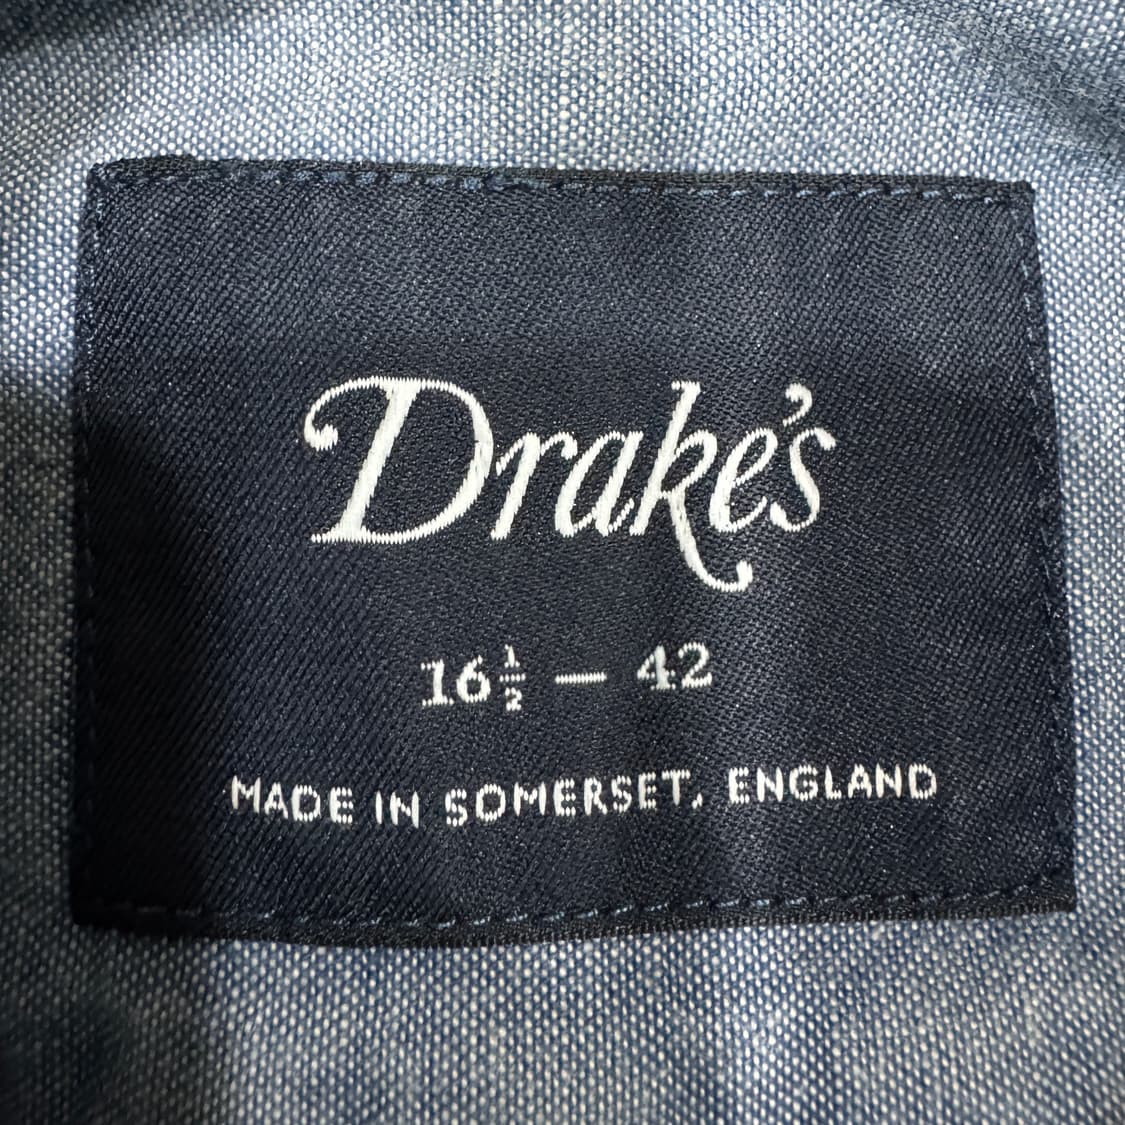 Drake's
16½ — 42
MADE IN SOMERSET, ENGLAND